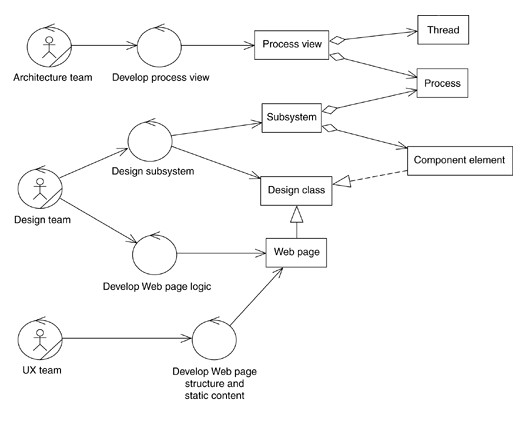 Thread
Process view
Architecture team
Develop process view
Process
Subsystem
Component element
Design subsystem
Design class
Design team
Web page
Develop Web page logic
UX team
Develop Web page
structure and
static content